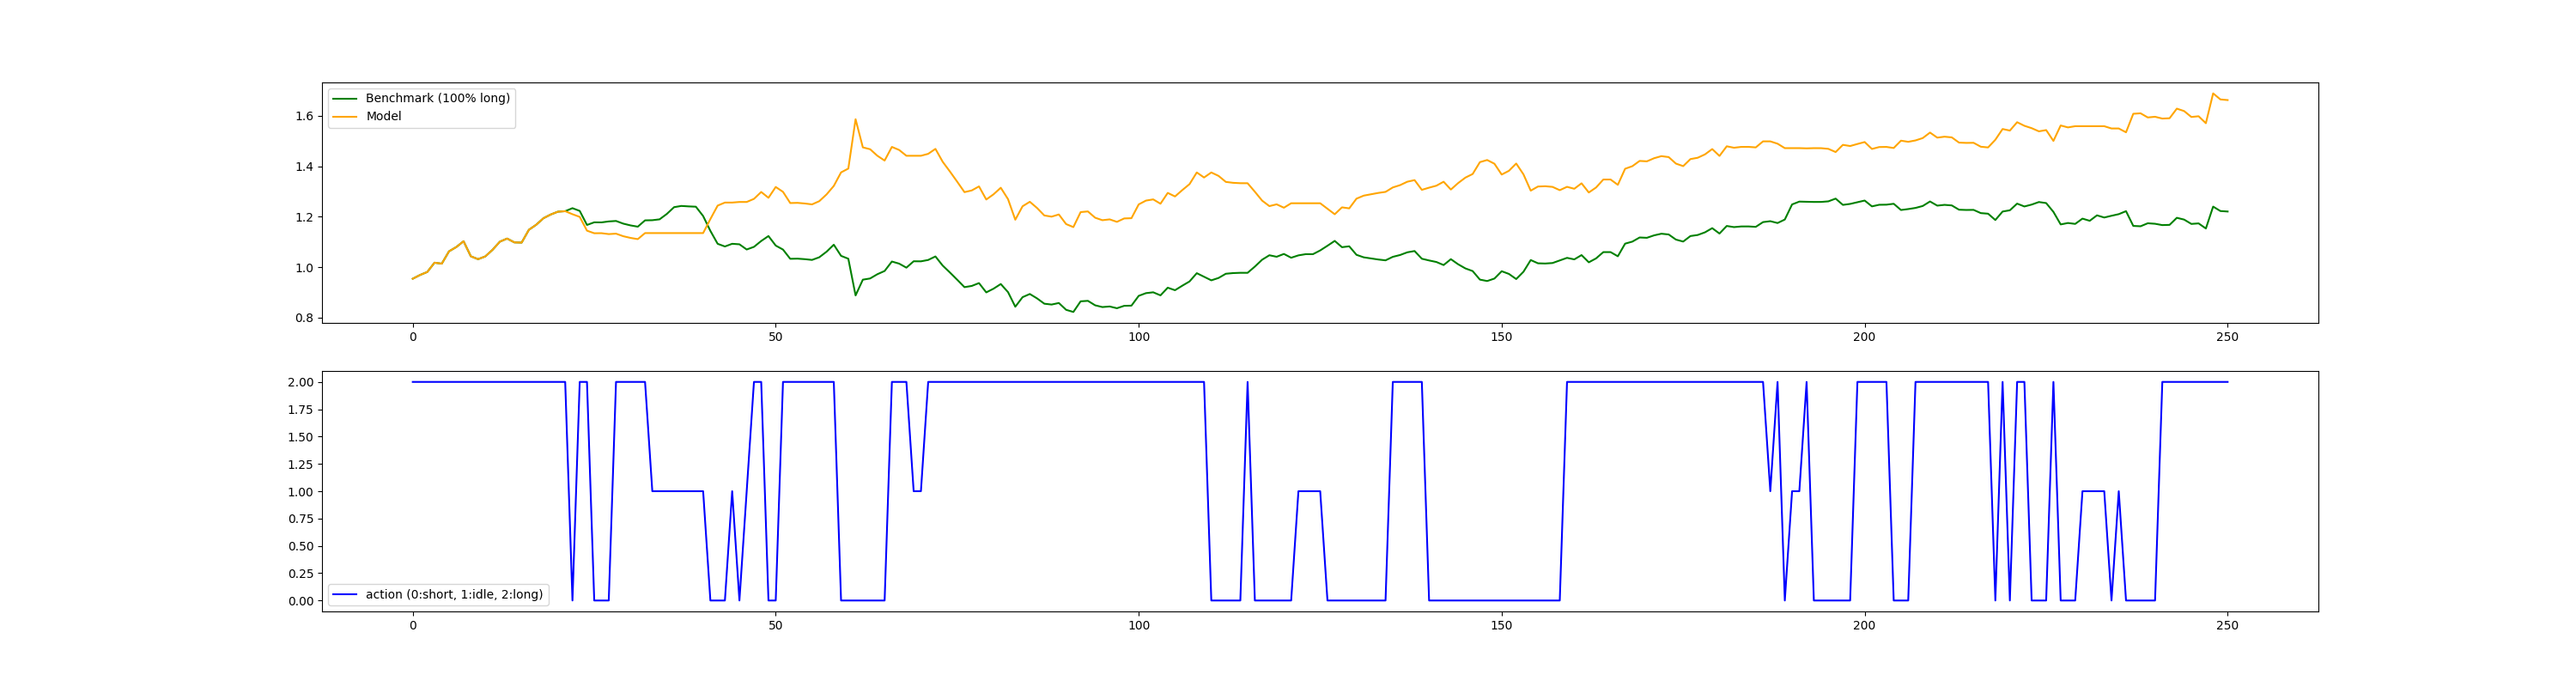 Benchmark (100% long)
Model
1.6
1.4
1.2
1.0
0.8
0 50 100 150 200 250
2.00
1.75
1.50
1.25
1.00
0.75
0.50
0.25
0.00
action (0:short, 1:idle, 2:long)
0 50 100 150 200 250